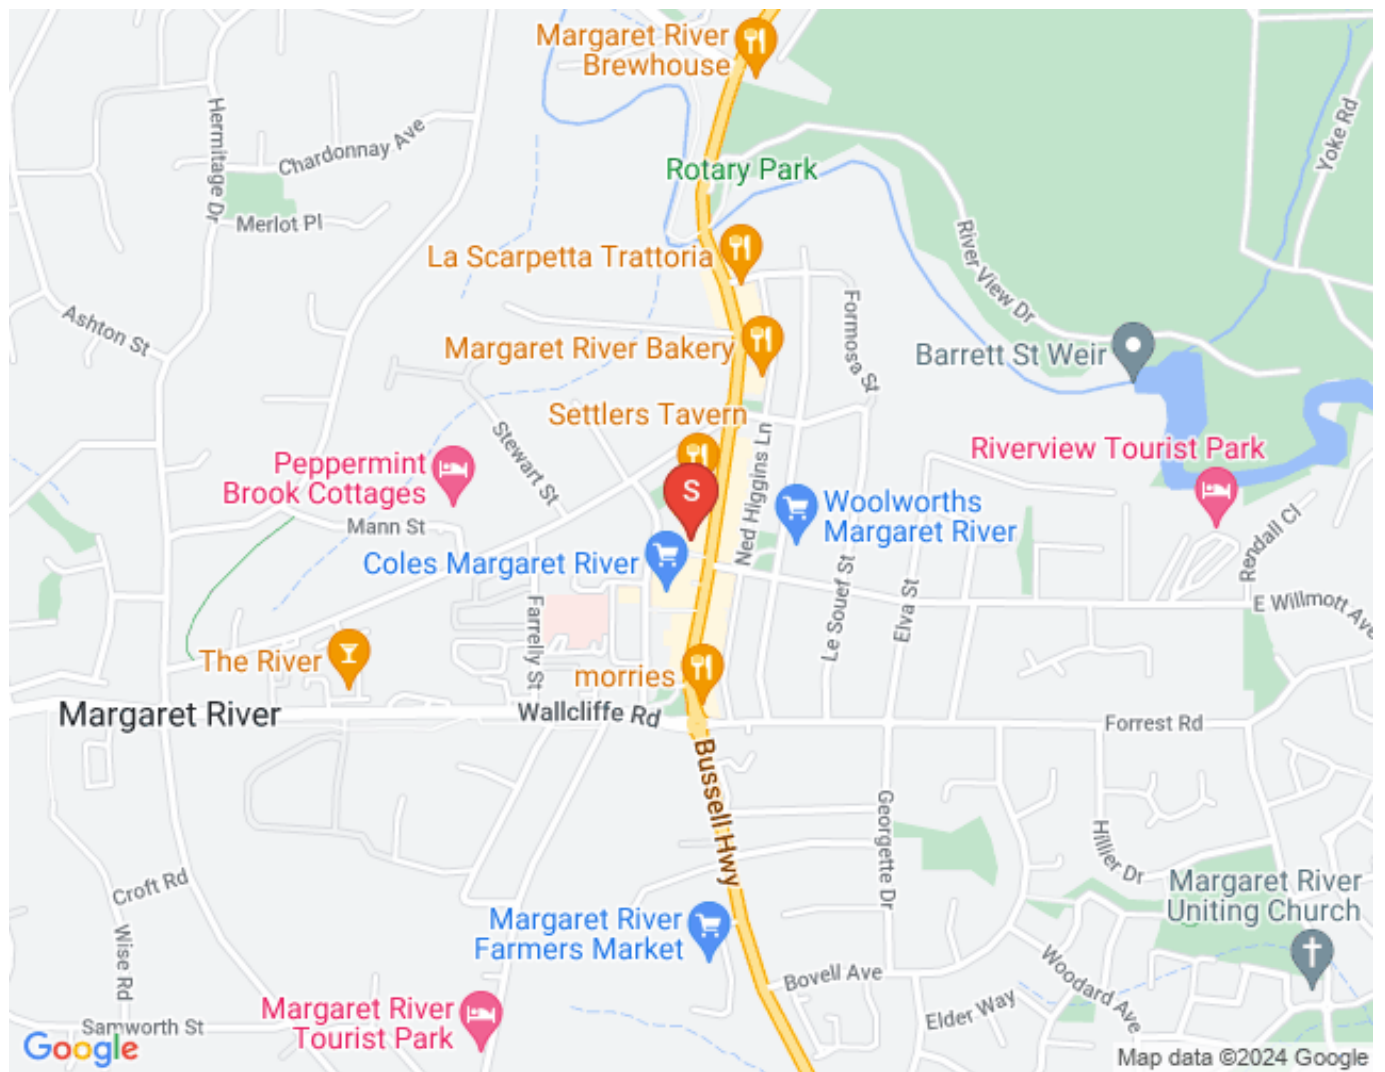 Margaret River
Brewhouse
Hermitage Dr
Chardonnay Ave
Yoke Rd
Rotary Park
Merlot Pl
River View Dr
La Scarpetta Trattoria
Formosa St
Ashton St
Margaret River Bakery
Barrett St Weir
Settlers Tavern
Stewart St
Ned Higgins Ln
Riverview Tourist Park
Peppermint
Brook Cottages
S
Woolworths
Margaret River
Mann St
Rendall Cl
Coles Margaret River
Le Souef St
Elva St
E Willmott Ave
Farrelly St
The River
morries
Margaret River
Wallcliffe Rd
Forrest Rd
Bussell Hwy
Georgette Dr
Hillier Dr
Croft Rd
Margaret River
Uniting Church
Margaret River
Farmers Market
Wise Rd
Bovell Ave
Woodard Ave
Elder Way
Margaret River
Tourist Park
Samworth St
Google
Map data ©2024 Google